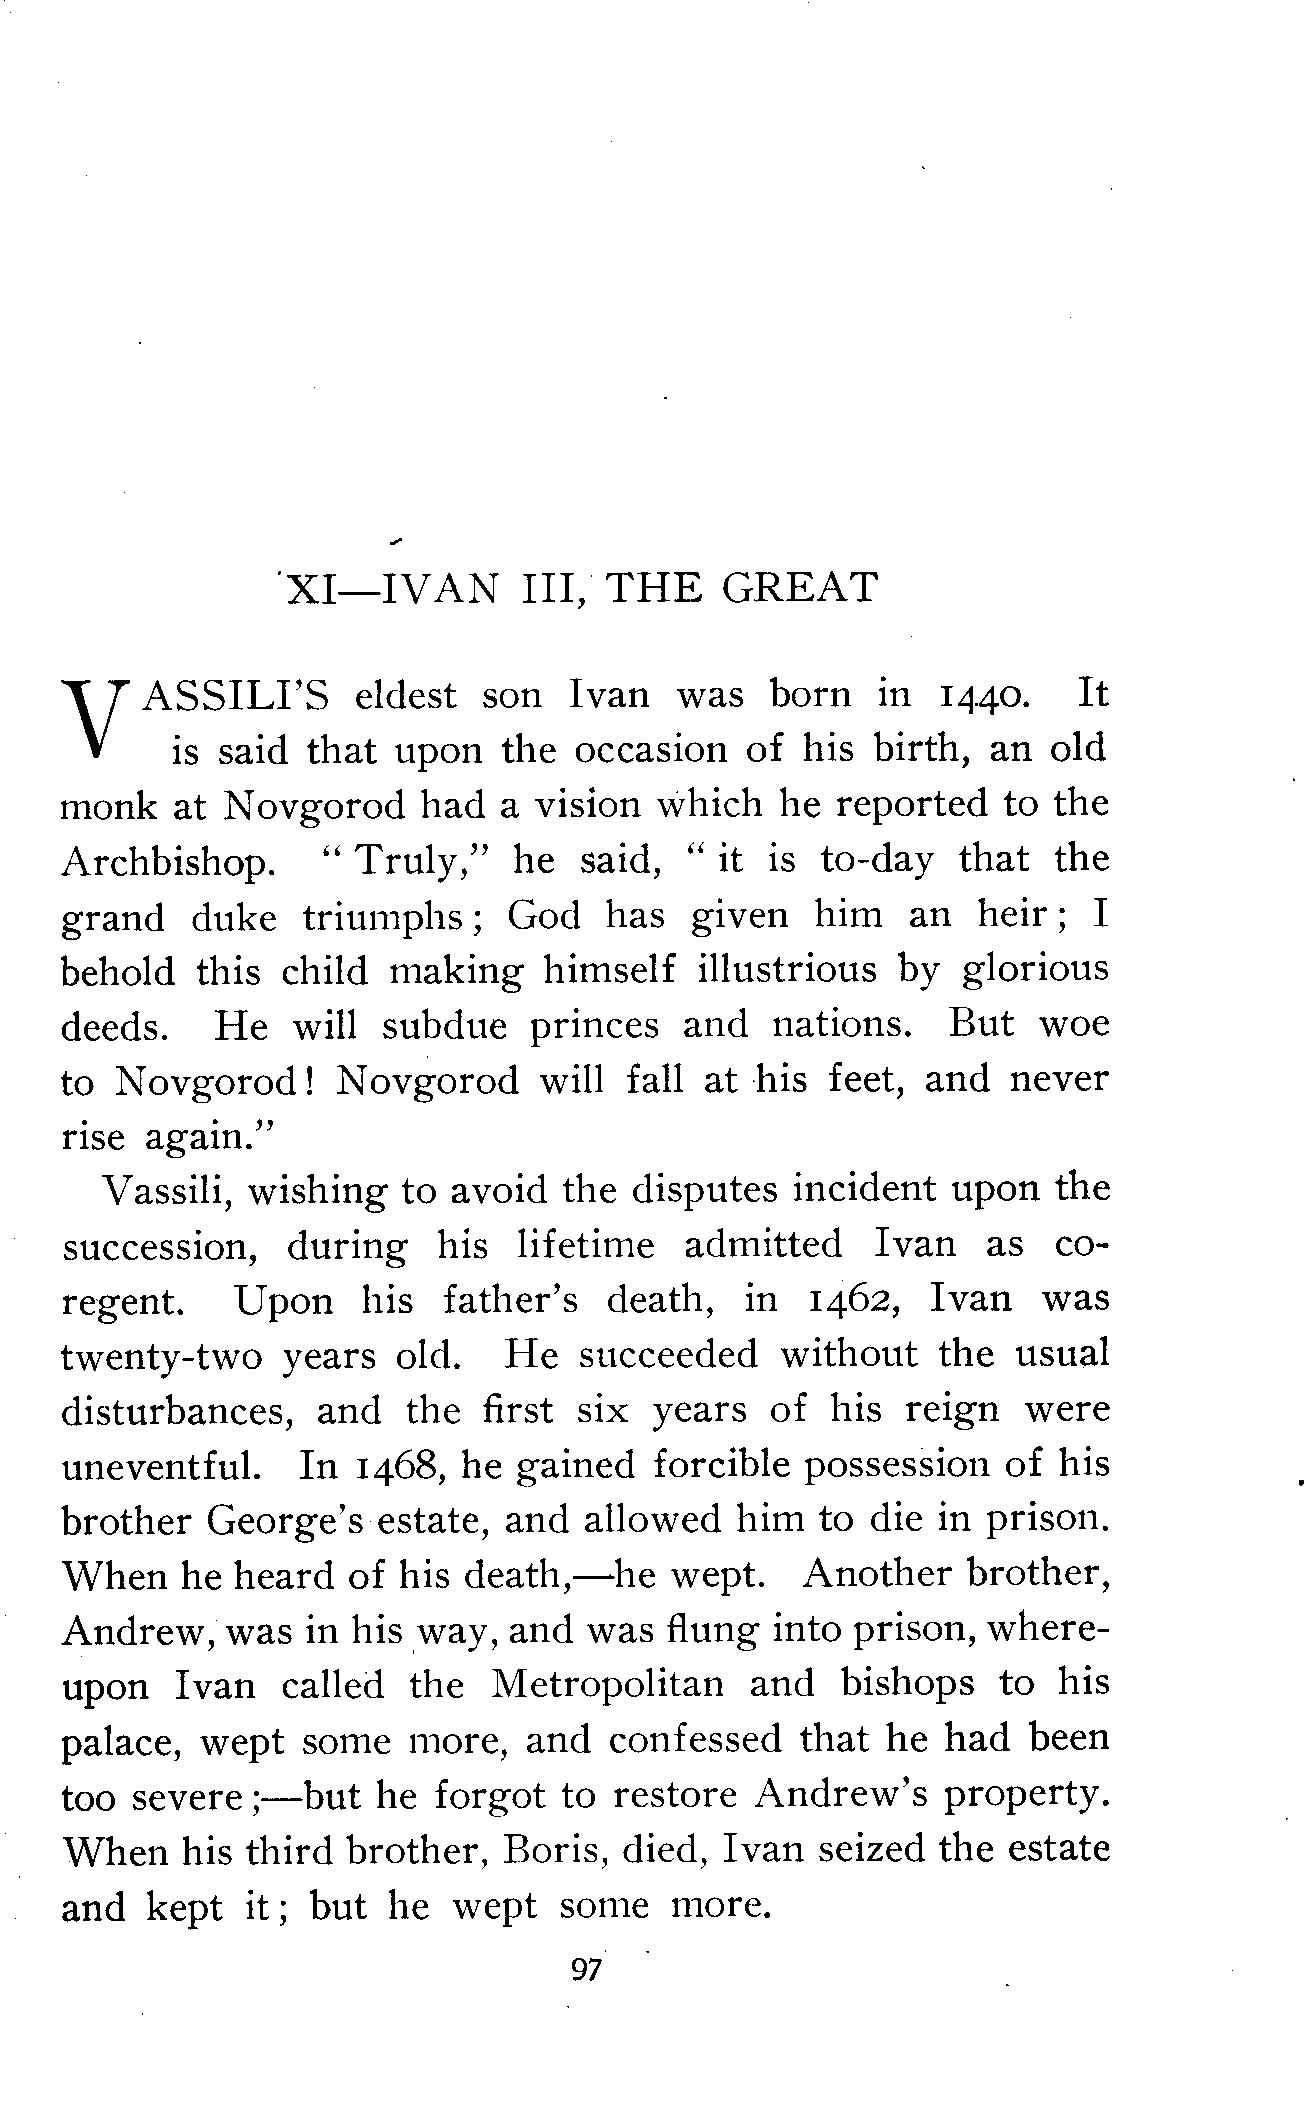 XI—IVAN III, THE GREAT
VASSILI'S eldest son Ivan was born in 1440. It
is said that upon the occasion of his birth, an old
monk at Novgorod had a vision which he reported to the
Archbishop. “ Truly,” he said, “ it is to-day that the
grand duke triumphs ; God has given him an heir ; I
behold this child making himself illustrious by glorious
deeds. He will subdue princes and nations. But woe
to Novgorod! Novgorod will fall at his feet, and never
rise again.”
Vassili, wishing to avoid the disputes incident upon the
succession, during his lifetime admitted Ivan as co-
regent. Upon his father's death, in 1462, Ivan was
twenty-two years old. He succeeded without the usual
disturbances, and the first six years of his reign were
uneventful. In 1468, he gained forcible possession of his
brother George's estate, and allowed him to die in prison.
When he heard of his death,—he wept. Another brother,
Andrew, was in his way, and was flung into prison, where-
upon Ivan called the Metropolitan and bishops to his
palace, wept some more, and confessed that he had been
too severe ;—but he forgot to restore Andrew's property.
When his third brother, Boris, died, Ivan seized the estate
and kept it ; but he wept some more.
97